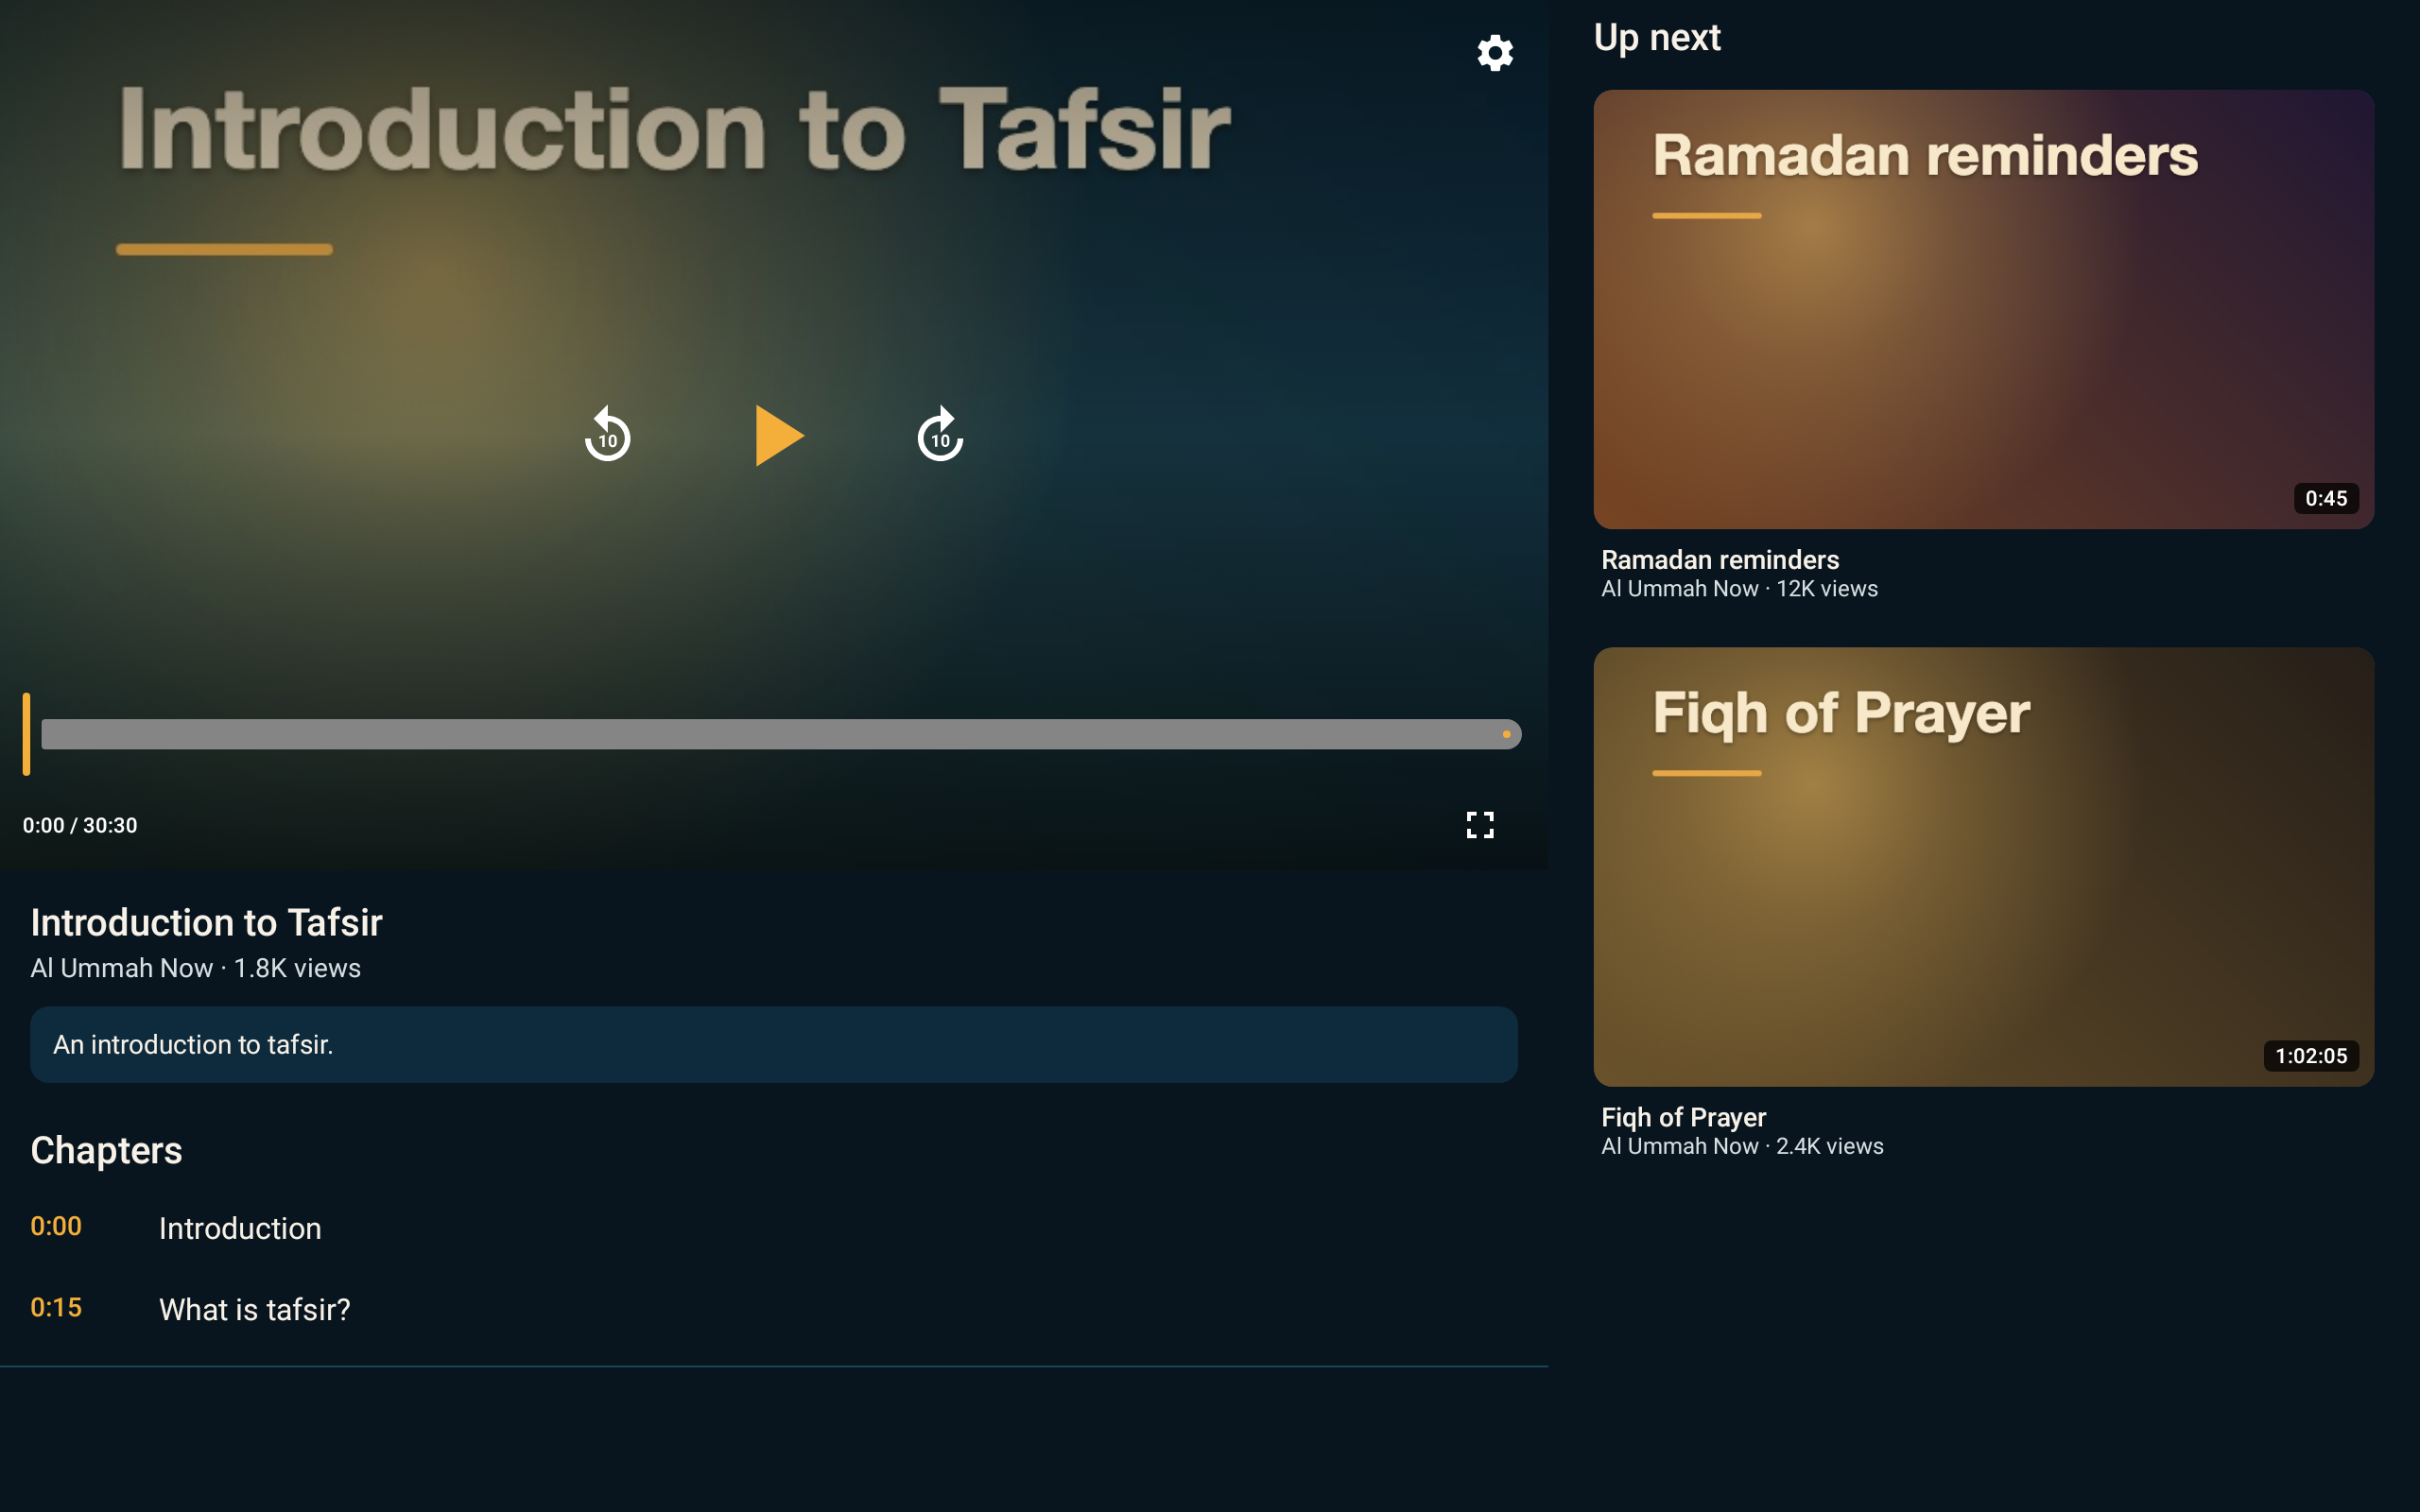 Introduction to Tafsir
10
10
0:00 / 30:30
Introduction to Tafsir
Al Ummah Now · 1.8K views
An introduction to tafsir.
Chapters
0:00 Introduction
0:15 What is tafsir?
Up next
Ramadan reminders
0:45
Ramadan reminders
Al Ummah Now · 12K views
Fiqh of Prayer
1:02:05
Fiqh of Prayer
Al Ummah Now · 2.4K views